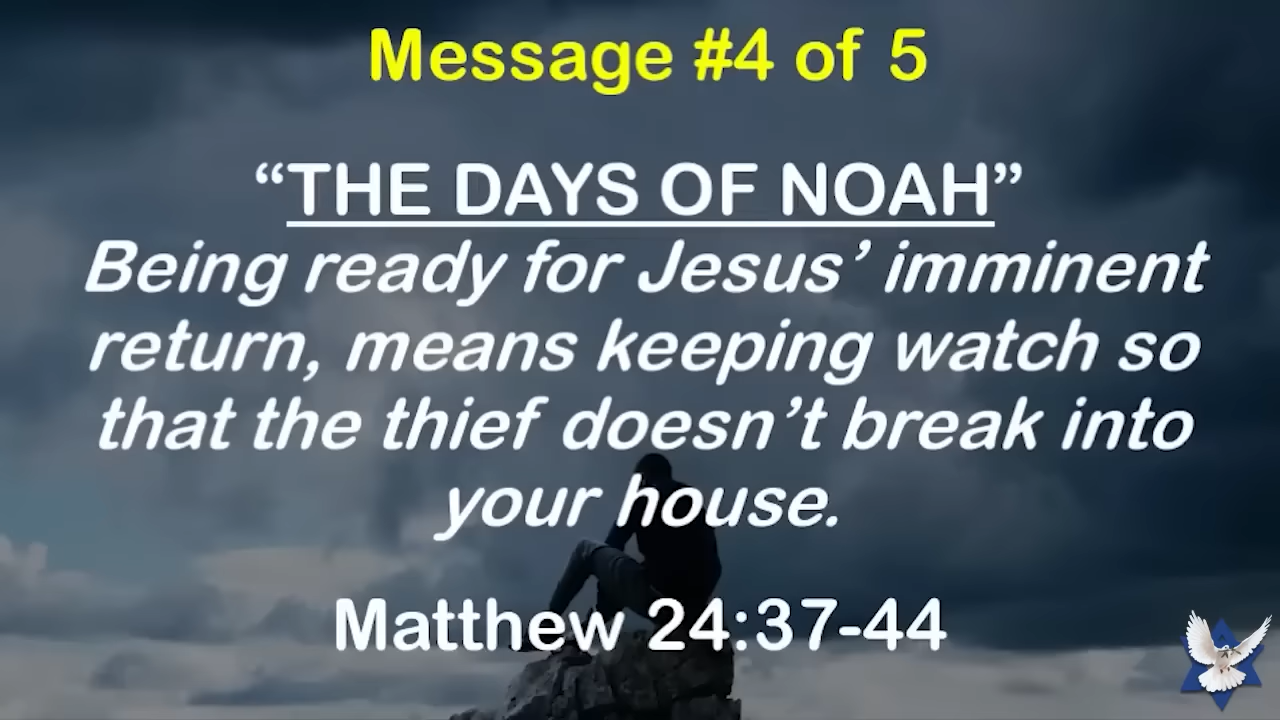 Message #4 of 5
“THE DAYS OF NOAH”
Being ready for Jesus’ imminent
return, means keeping watch so
that the thief doesn’t break into
your house.
Matthew 24:37-44